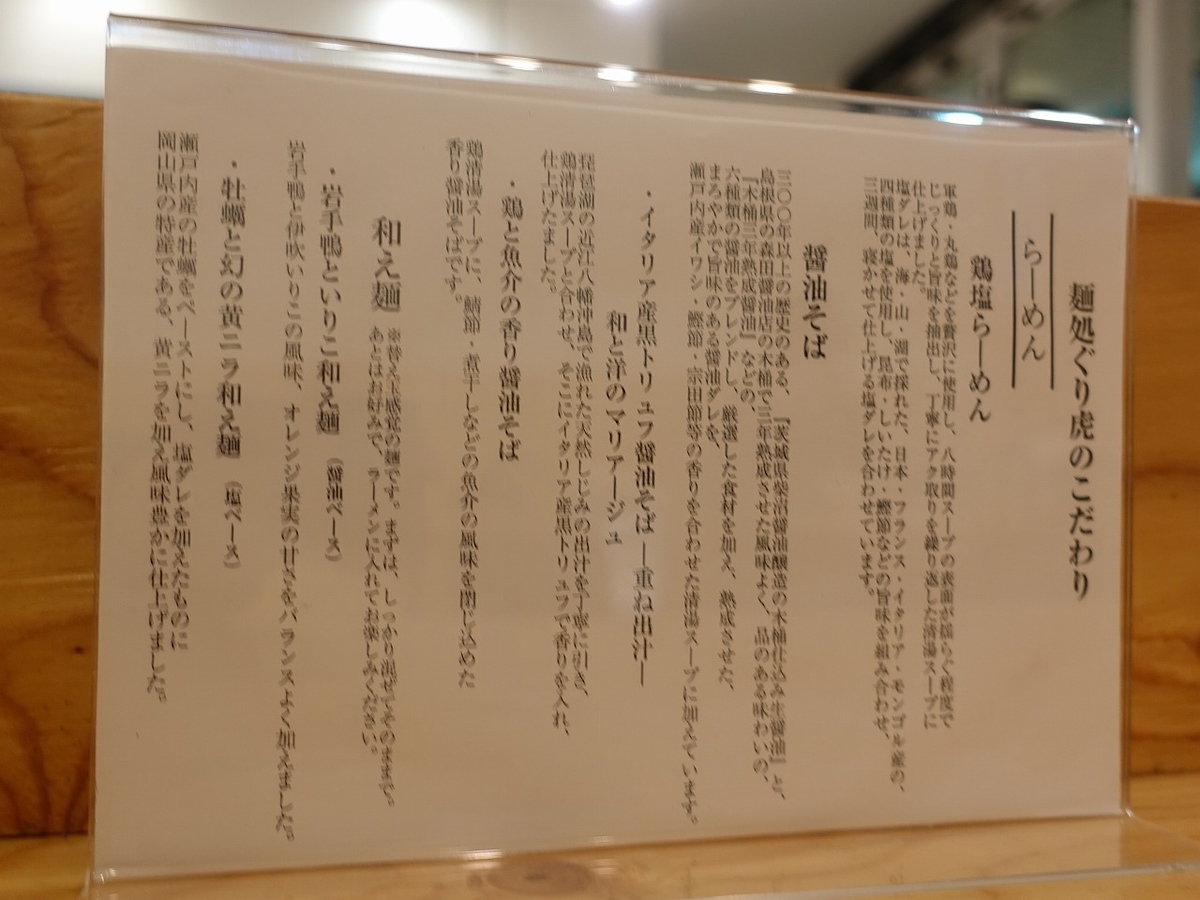 麺処ぐり虎のこだわり
らーめん
鶏塩らーめん
軍鶏・丸鶏などを贅沢に使用し、八時間スープの表面が揺らぐ程度で
じっくりと旨味を抽出し、丁寧にアク取りを繰り返した清湯スープに
仕上げました。
塩ダレは、海・山・湖で採れた、日本・フランス・イタリア・モンゴル産の、
四種類の塩を使用し、昆布・しいたけ・鰹節などの旨味を組み合わせ、
三週間、寝かせて仕上げる塩ダレを合わせています。
醤油そば
三〇〇年以上の歴史のある、『茨城県柴沼醤油醸造の木桶仕込み生醤油』と、
島根県の森田醤油店の木桶で三年熟成させた風味よく、品のある味わいの、
『木桶三年熟成醤油』などの、
六種類の醤油をブレンドし、厳選した食材を加え、熟成させた、
まろやかで旨味のある醤油ダレを、
瀬戸内産イワシ・鰹節・宗田節等の香りを合わせた清湯スープに加えています。
・イタリア産黒トリュフ醤油そば ―重ね出汁―
和と洋のマリアージュ
琵琶湖の近江八幡沖島で漁れた天然しじみの出汁を丁寧に引き、
鶏清湯スープと合わせ、そこにイタリア産黒トリュフで香りを入れ、
仕上げたました。
・鶏と魚介の香り醤油そば
鶏清湯スープに、鯖節・煮干しなどの魚介の風味を閉じ込めた
香り醤油そばです。
和え麺 ※替え玉感覚の麺です。まずは、しっかり混ぜてそのままで。
あとはお好みで、ラーメンに入れてお楽しみください。
・岩手鴨といりこ和え麺 （醤油ベース）
岩手鴨と伊吹いりこの風味、オレンジ果実の甘さをバランスよく加えました。
・牡蠣と幻の黄ニラ和え麺 （塩ベース）
瀬戸内産の牡蠣をペーストにし、塩ダレを加えたものに
岡山県の特産である、黄ニラを加え風味豊かに仕上げました。